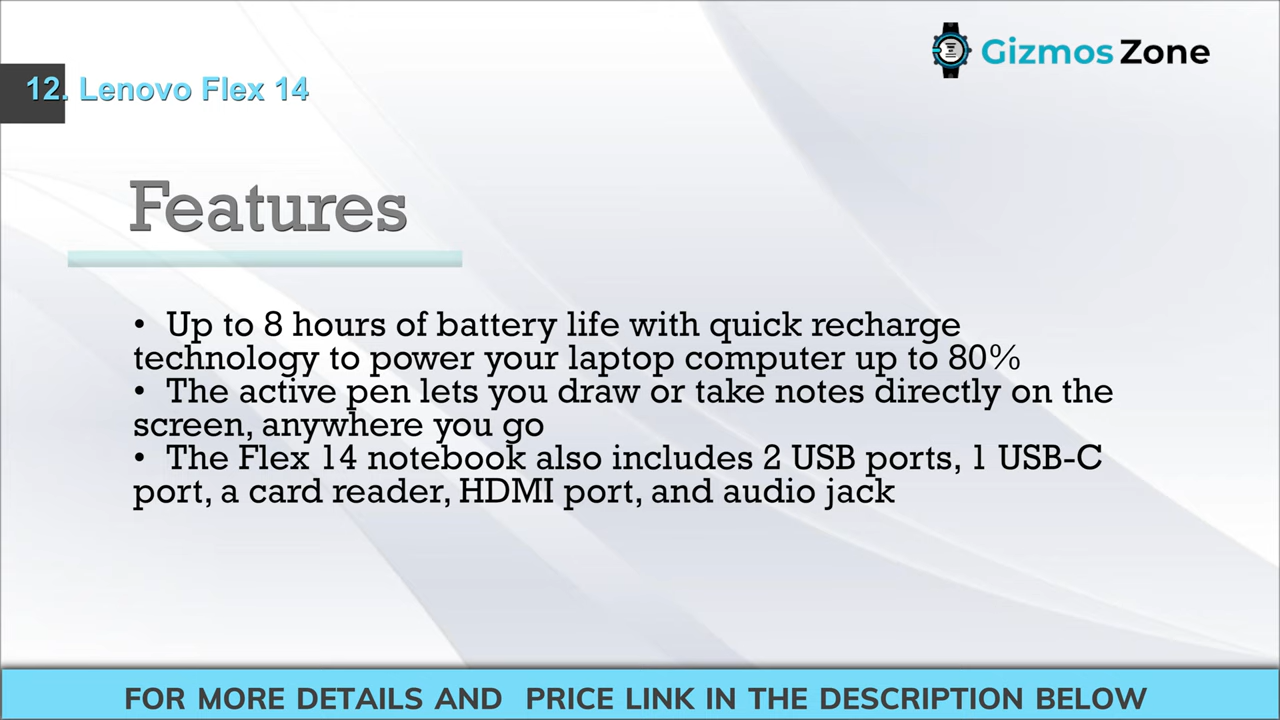 Gizmos Zone
12. Lenovo Flex 14
Features
• Up to 8 hours of battery life with quick recharge
technology to power your laptop computer up to 80%
• The active pen lets you draw or take notes directly on the
screen, anywhere you go
• The Flex 14 notebook also includes 2 USB ports, 1 USB-C
port, a card reader, HDMI port, and audio jack
FOR MORE DETAILS AND PRICE LINK IN THE DESCRIPTION BELOW